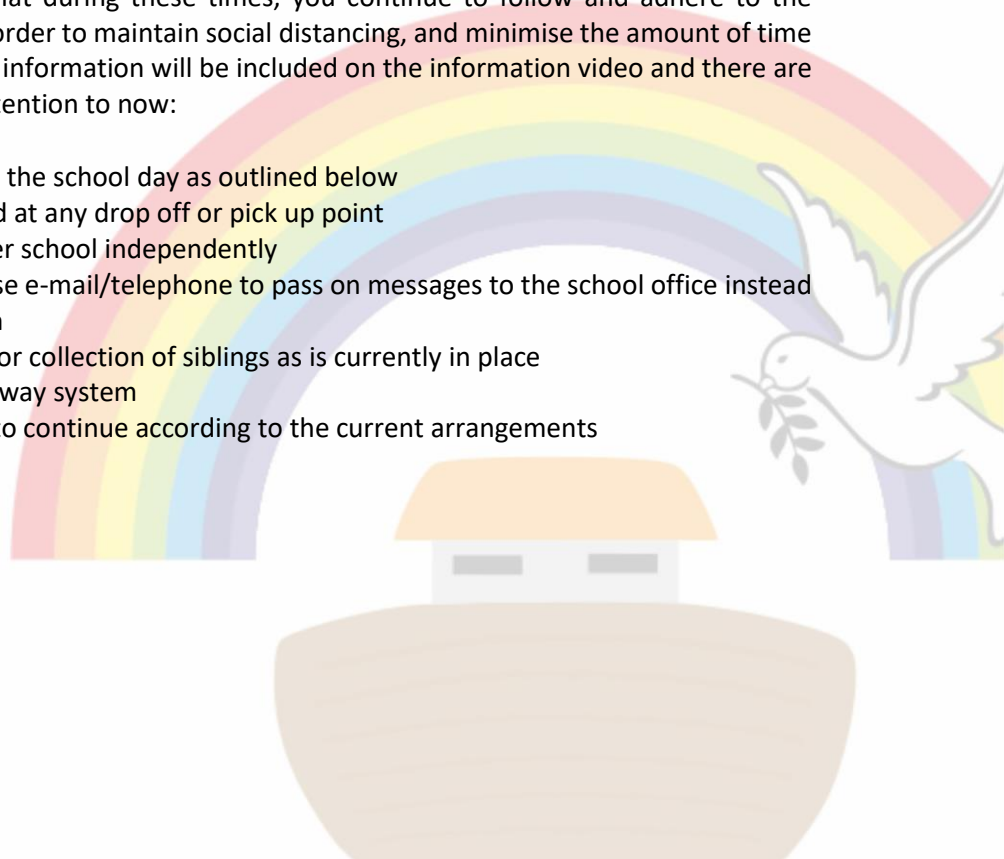 that during these times, you continue to follow and adhere to the
order to maintain social distancing, and minimise the amount of time
information will be included on the information video and there are
to now:
the school day as outlined below
at any drop off or pick up point
school independently
e-mail/telephone to pass on messages to the school office instead
or collection of siblings as is currently in place
way system
to continue according to the current arrangements